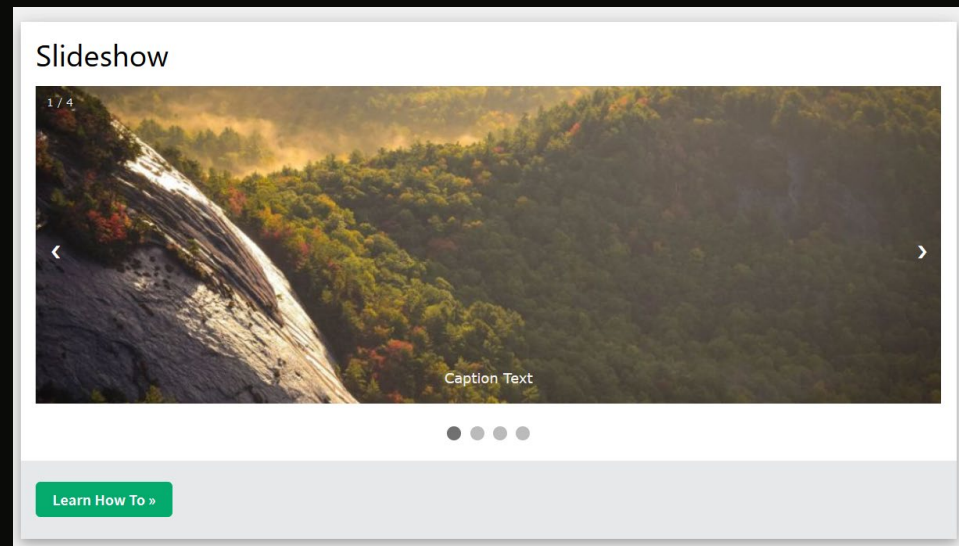 Slideshow
1 / 4
❮
❯
Caption Text
Learn How To »